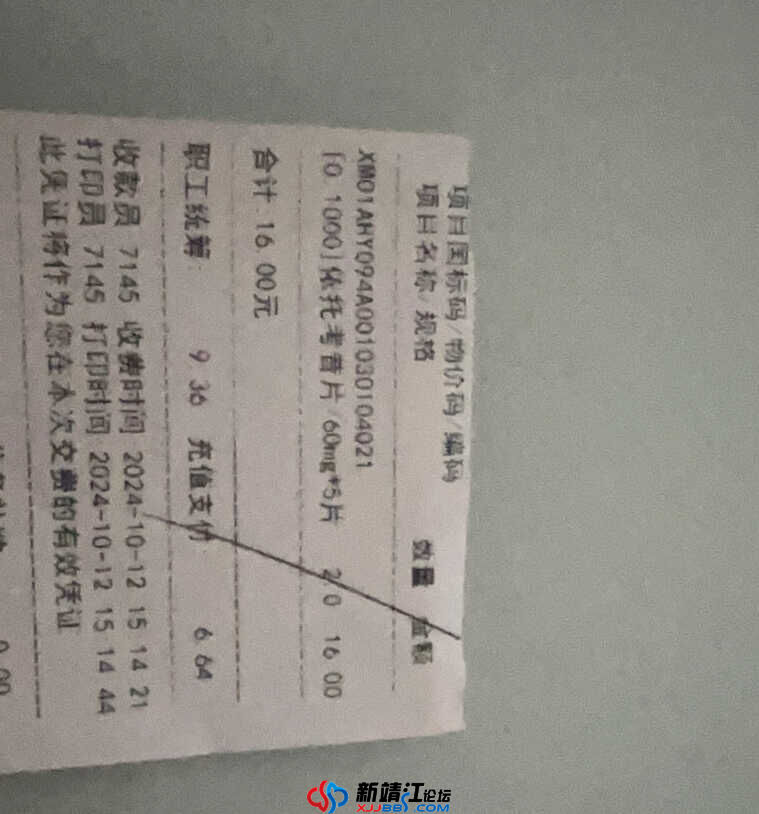 项目国标码/物价码/编码
项目名称/规格 数量 金额
XM01AHY094A001030104021
[0.1000]依托考昔片/60mg*5片 2/0 16.00
合计:16.00元
职工统筹: 9.36 充值支付 6.64
收款员 7145 收费时间 2024-10-12 15 14 21
打印员 7145 打印时间 2024-10-12 15 14 44
此凭证将作为您在本次交费的有效凭证
0.00
新靖江论坛
XJJBBS.COM